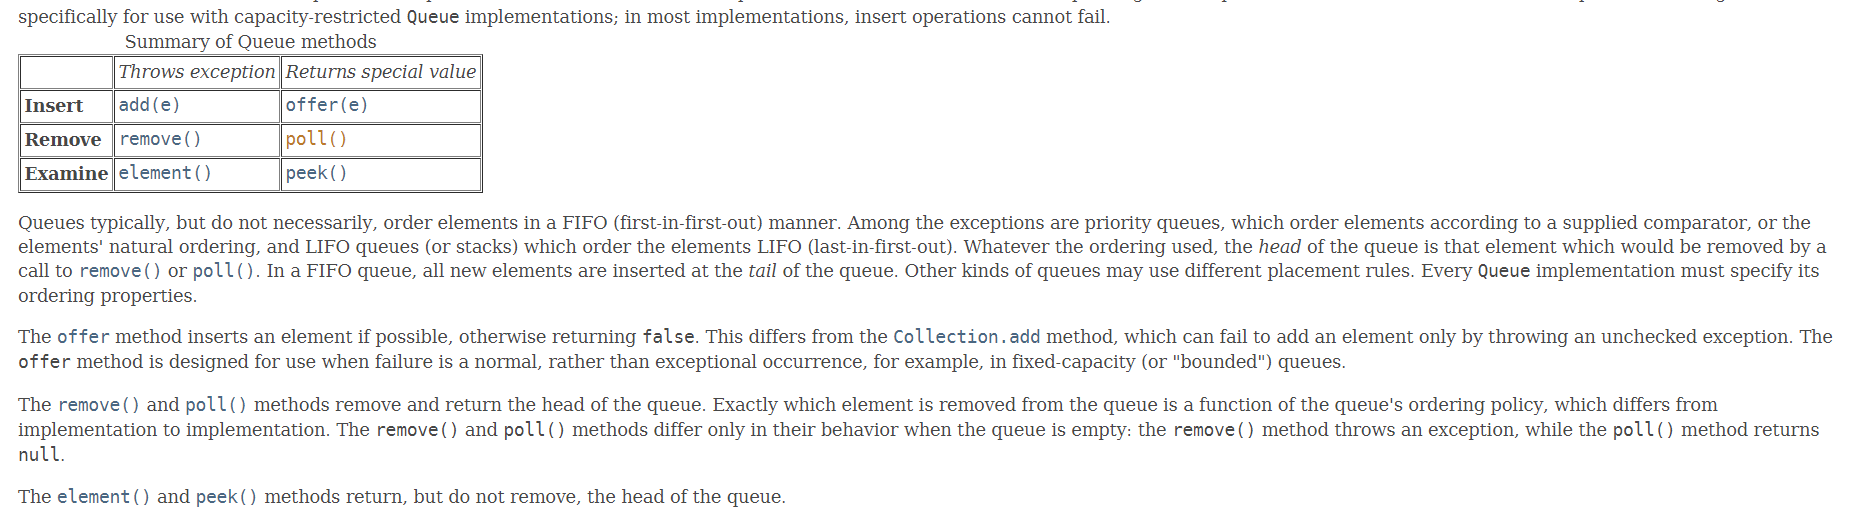 specifically for use with capacity-restricted Queue implementations; in most implementations, insert operations cannot fail.
Summary of Queue methods
Throws exception Returns special value
Insert add(e) offer(e)
Remove remove() poll()
Examine element() peek()
Queues typically, but do not necessarily, order elements in a FIFO (first-in-first-out) manner. Among the exceptions are priority queues, which order elements according to a supplied comparator, or the
elements' natural ordering, and LIFO queues (or stacks) which order the elements LIFO (last-in-first-out). Whatever the ordering used, the head of the queue is that element which would be removed by a
call to remove() or poll(). In a FIFO queue, all new elements are inserted at the tail of the queue. Other kinds of queues may use different placement rules. Every Queue implementation must specify its
ordering properties.
The offer method inserts an element if possible, otherwise returning false. This differs from the Collection.add method, which can fail to add an element only by throwing an unchecked exception. The
offer method is designed for use when failure is a normal, rather than exceptional occurrence, for example, in fixed-capacity (or "bounded") queues.
The remove() and poll() methods remove and return the head of the queue. Exactly which element is removed from the queue is a function of the queue's ordering policy, which differs from
implementation to implementation. The remove() and poll() methods differ only in their behavior when the queue is empty: the remove() method throws an exception, while the poll() method returns
null.
The element() and peek() methods return, but do not remove, the head of the queue.